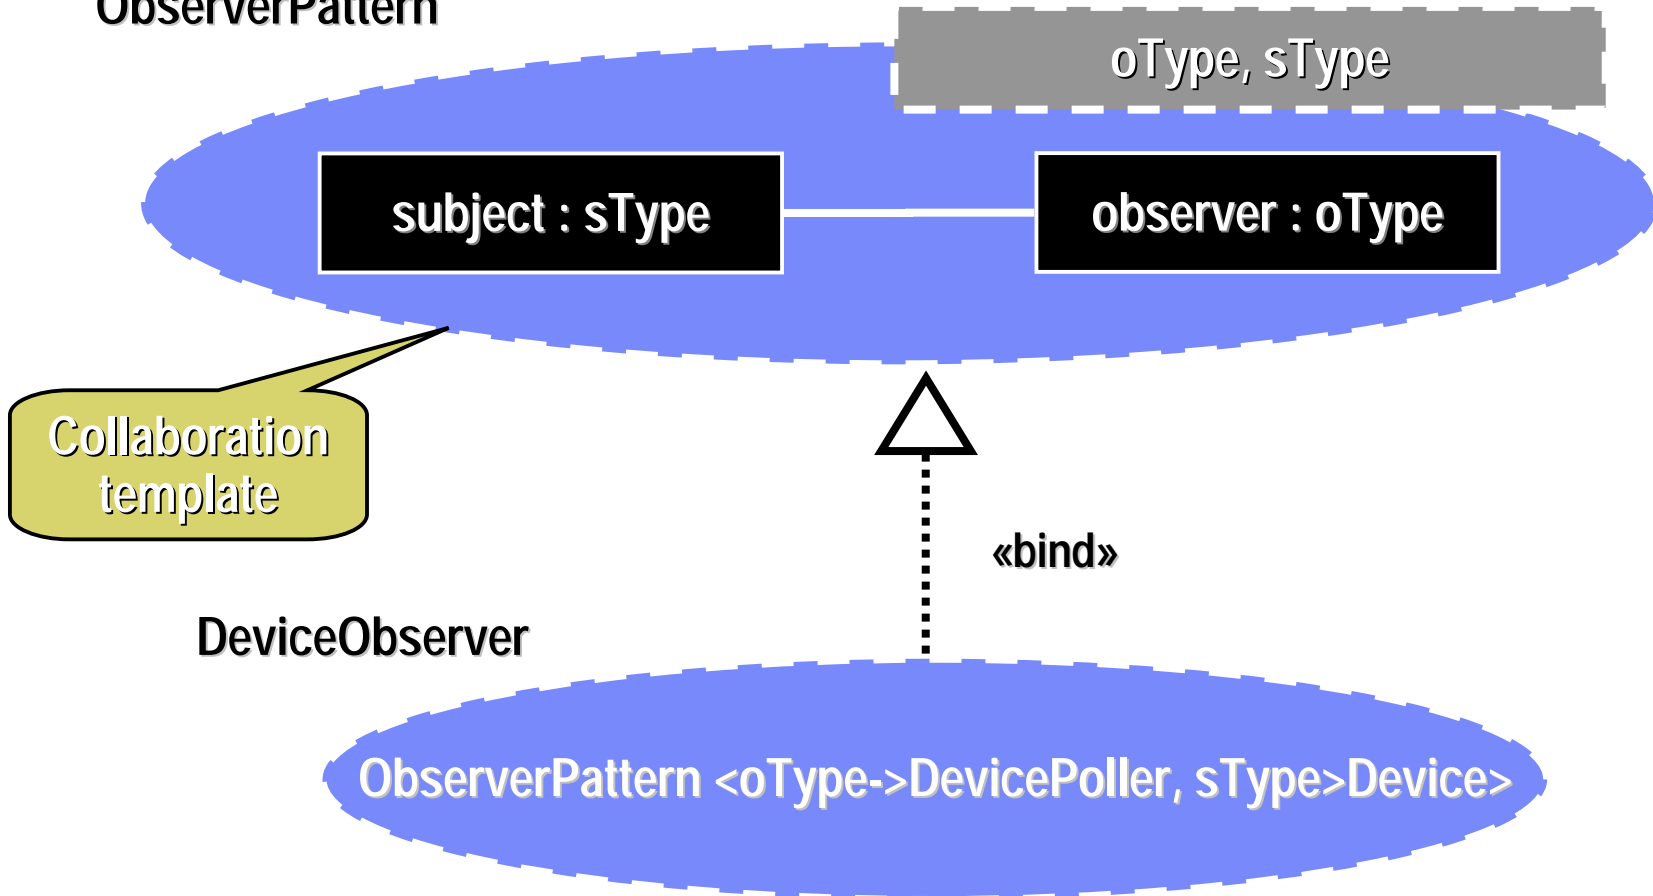 ObserverPattern
oType, sType
subject : sType
observer : oType
Collaboration
template
«bind»
DeviceObserver
ObserverPattern <oType->DevicePoller, sType>Device>